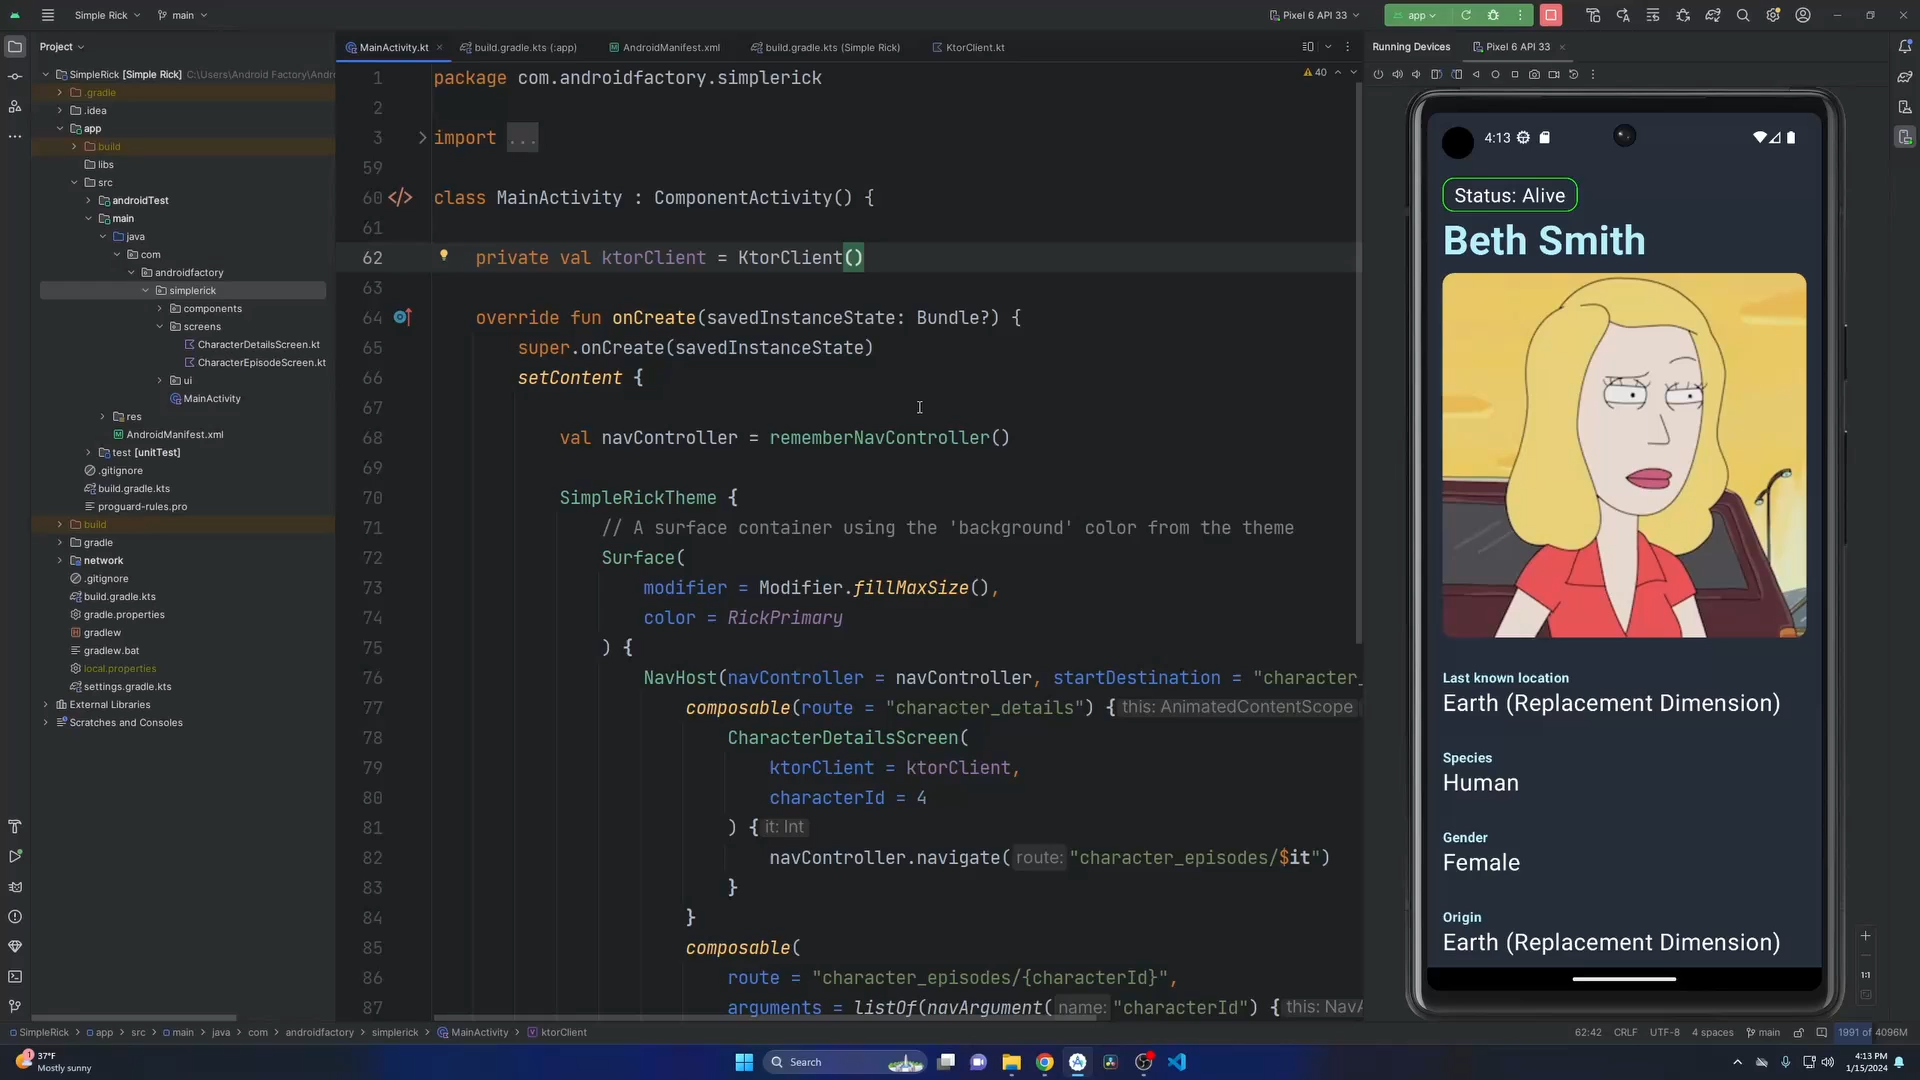 Simple Rick
main
Pixel 6 API 33
app
Project
MainActivity.kt
build.gradle.kts (:app)
AndroidManifest.xml
build.gradle.kts (Simple Rick)
KtorClient.kt
Running Devices
Pixel 6 API 33
SimpleRick [Simple Rick] C:\Users\Android Factory\Andro
.gradle
.idea
app
build
libs
src
androidTest
main
java
com
androidfactory
simplerick
components
screens
CharacterDetailsScreen.kt
CharacterEpisodeScreen.kt
ui
MainActivity
res
AndroidManifest.xml
test [unitTest]
.gitignore
build.gradle.kts
proguard-rules.pro
build
gradle
network
.gitignore
build.gradle.kts
gradle.properties
gradlew
gradlew.bat
local.properties
settings.gradle.kts
External Libraries
Scratches and Consoles
40
1 package com.androidfactory.simplerick
2
3 import ...
59
60 class MainActivity : ComponentActivity() {
61
62 private val ktorClient = KtorClient()
63
64 override fun onCreate(savedInstanceState: Bundle?) {
65 super.onCreate(savedInstanceState)
66 setContent {
67
68 val navController = rememberNavController()
69
70 SimpleRickTheme {
71 // A surface container using the 'background' color from the theme
72 Surface(
73 modifier = Modifier.fillMaxSize(),
74 color = RickPrimary
75 ) {
76 NavHost(navController = navController, startDestination = "character_
77 composable(route = "character_details") { this: AnimatedContentScope
78 CharacterDetailsScreen(
79 ktorClient = ktorClient,
80 characterId = 4
81 ) { it: Int
82 navController.navigate( route: "character_episodes/$it")
83 }
84 }
85 composable(
86 route = "character_episodes/{characterId}",
87 arguments = listOf(navArgument( name: "characterId") { this: NavA
4:13
Status: Alive
Beth Smith
Last known location
Earth (Replacement Dimension)
Species
Human
Gender
Female
Origin
Earth (Replacement Dimension)
1:1
SimpleRick
app
src
main
java
com
androidfactory
simplerick
MainActivity
ktorClient
62:42
CRLF
UTF-8
4 spaces
main
1991 of 4096M
1
37°F
Mostly sunny
Search
4:13 PM
1/15/2024